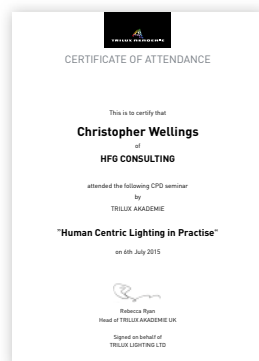 TRILUX AKADEMIE
CERTIFICATE OF ATTENDANCE
This is to certify that
Christopher Wellings
of
HFG CONSULTING
attended the following CPD seminar
by
TRILUX AKADEMIE
"Human Centric Lighting in Practise"
on 6th July 2015
Rebecca Ryan
Head of TRILUX AKADEMIE UK
Signed on behalf of
TRILUX LIGHTING LTD